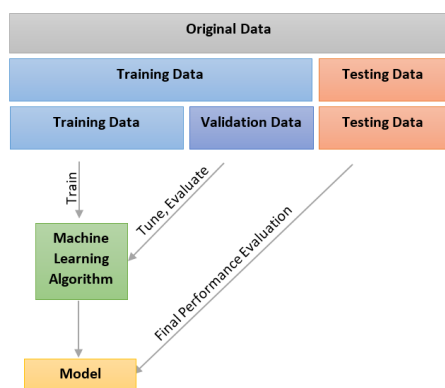 Original Data
Training Data
Testing Data
Training Data
Validation Data
Testing Data
Train
Tune, Evaluate
Final Performance Evaluation
Machine
Learning
Algorithm
Model